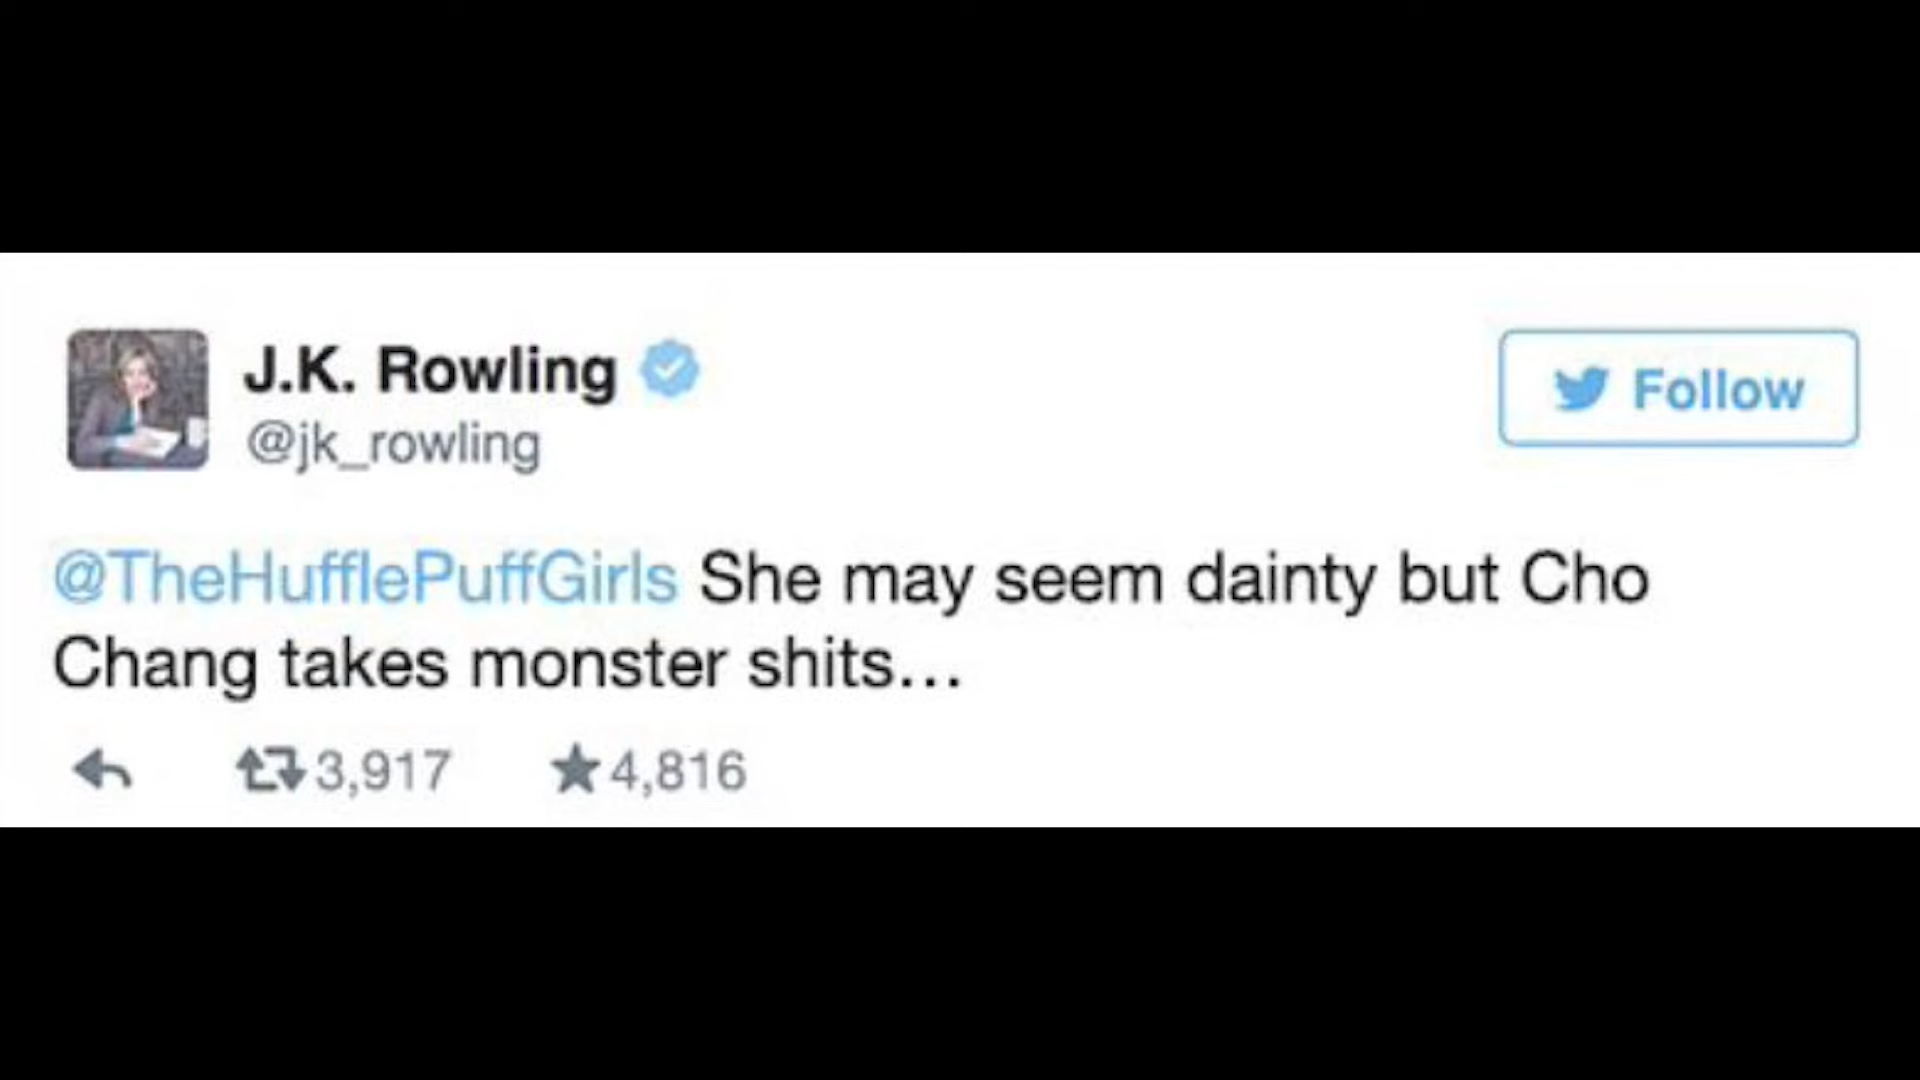 J.K. Rowling
@jk_rowling
Follow
@TheHufflePuffGirls She may seem dainty but Cho
Chang takes monster shits...
3,917 4,816